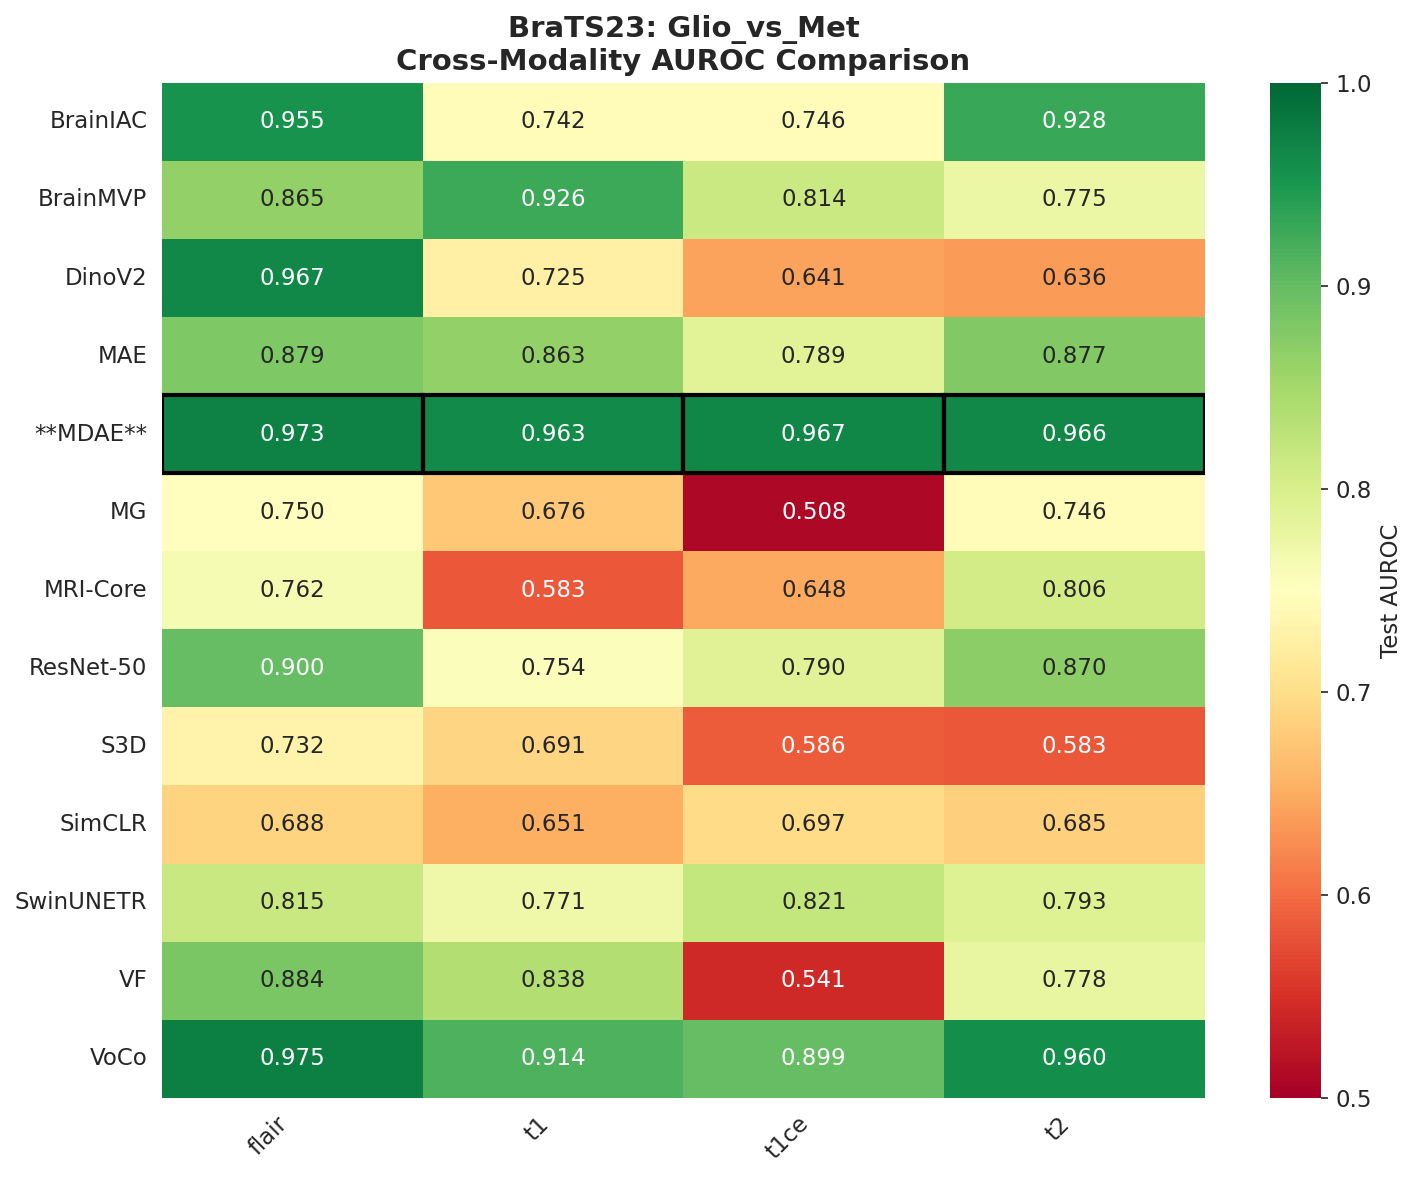 BraTS23: Glio_vs_Met
Cross-Modality AUROC Comparison
BrainIAC 0.955 0.742 0.746 0.928
BrainMVP 0.865 0.926 0.814 0.775
DinoV2 0.967 0.725 0.641 0.636
MAE 0.879 0.863 0.789 0.877
**MDAE** 0.973 0.963 0.967 0.966
MG 0.750 0.676 0.508 0.746
MRI-Core 0.762 0.583 0.648 0.806
ResNet-50 0.900 0.754 0.790 0.870
S3D 0.732 0.691 0.586 0.583
SimCLR 0.688 0.651 0.697 0.685
SwinUNETR 0.815 0.771 0.821 0.793
VF 0.884 0.838 0.541 0.778
VoCo 0.975 0.914 0.899 0.960
flair t1 t1ce t2
1.0
0.9
0.8
0.7
0.6
0.5
Test AUROC